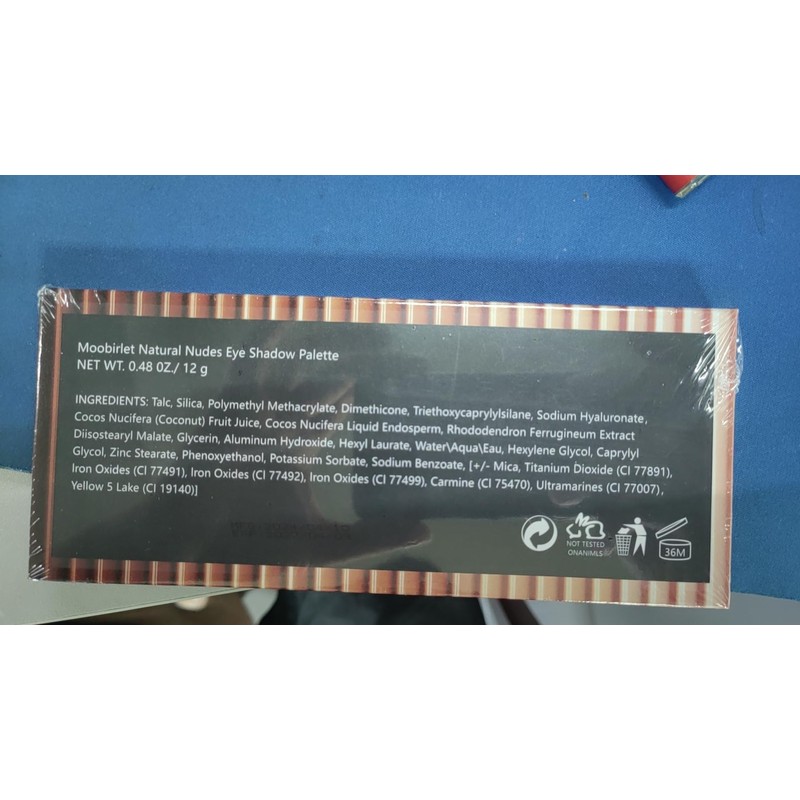 Moobirlet Natural Nudes Eye Shadow Palette
NET WT. 0.48 OZ./ 12 g
INGREDIENTS: Talc, Silica, Polymethyl Methacrylate, Dimethicone, Triethoxycaprylylsilane, Sodium Hyaluronate,
Cocos Nucifera (Coconut) Fruit Juice, Cocos Nucifera Liquid Endosperm, Rhododendron Ferrugineum Extract
Diisostearyl Malate, Glycerin, Aluminum Hydroxide, Hexyl Laurate, Water\Aqua\Eau, Hexylene Glycol, Caprylyl
Glycol, Zinc Stearate, Phenoxyethanol, Potassium Sorbate, Sodium Benzoate, [+/- Mica, Titanium Dioxide (CI 77891),
Iron Oxides (CI 77491), Iron Oxides (CI 77492), Iron Oxides (CI 77499), Carmine (CI 75470), Ultramarines (CI 77007),
Yellow 5 Lake (CI 19140)]
NOT TESTED
ONANIMLS
36M